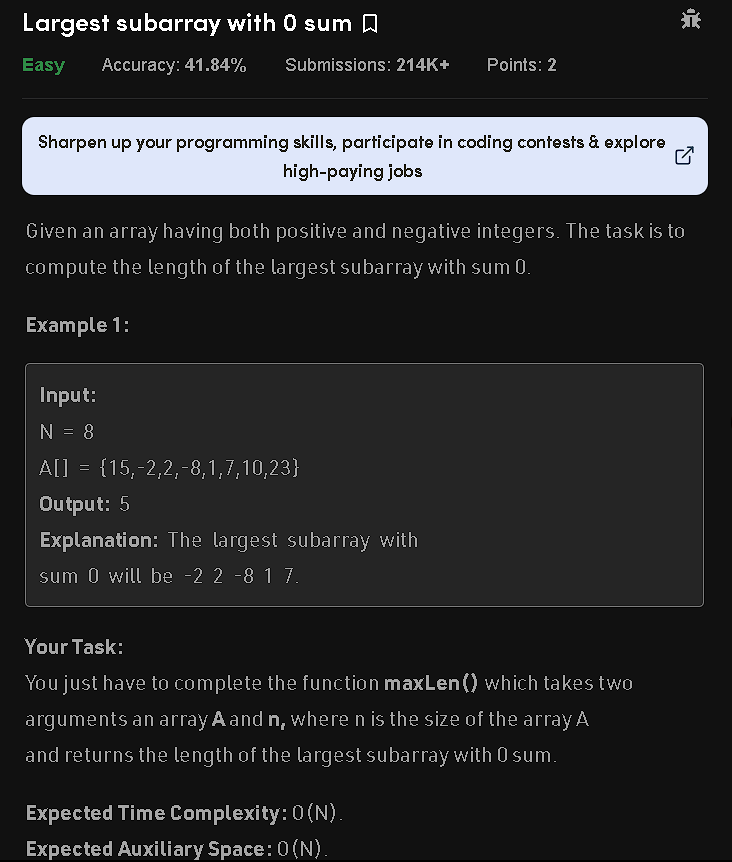 Largest subarray with 0 sum
Easy Accuracy: 41.84% Submissions: 214K+ Points: 2
Sharpen up your programming skills, participate in coding contests & explore
high-paying jobs
Given an array having both positive and negative integers. The task is to
compute the length of the largest subarray with sum 0.
Example 1:
Input:
N = 8
A[] = {15,-2,2,-8,1,7,10,23}
Output: 5
Explanation: The largest subarray with
sum 0 will be -2 2 -8 1 7.
Your Task:
You just have to complete the function maxLen() which takes two
arguments an array A and n, where n is the size of the array A
and returns the length of the largest subarray with 0 sum.
Expected Time Complexity: O(N).
Expected Auxiliary Space: O(N).